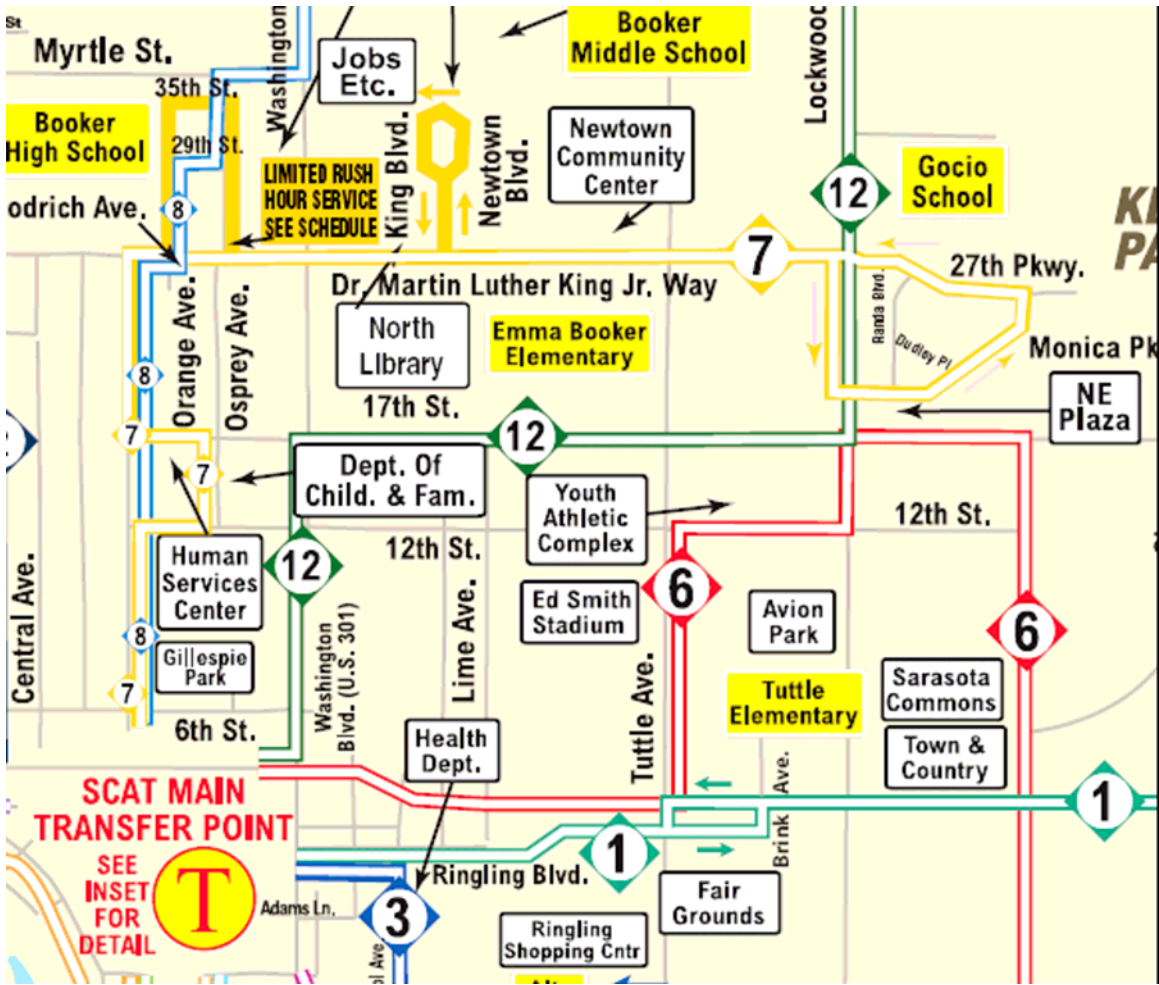 St
Myrtle St.
Washington
Jobs
Etc.
Booker
Middle School
Lockwood
35th St.
Booker
High School
29th St.
LIMITED RUSH
HOUR SERVICE
SEE SCHEDULE
King Blvd.
Newtown
Blvd.
Newtown
Community
Center
12
Gocio
School
odrich Ave.
8
7
27th Pkwy.
Dr. Martin Luther King Jr. Way
Orange Ave.
Osprey Ave.
North
Library
Emma Booker
Elementary
Randa Blvd.
Dudley Pl
Monica Pk
8
17th St.
NE
Plaza
7
12
7
Dept. Of
Child. & Fam.
Youth
Athletic
Complex
12th St.
12th St.
Human
Services
Center
12
Central Ave.
Lime Ave.
Ed Smith
Stadium
6
Avion
Park
6
8
Gillespie
Park
7
Washington
Blvd. (U.S. 301)
Tuttle Ave.
Tuttle
Elementary
Sarasota
Commons
6th St.
Health
Dept.
Town &
Country
SCAT MAIN
TRANSFER POINT
SEE
INSET
FOR
DETAIL
T
1
1
Brink Ave.
Ringling Blvd.
Adams Ln.
3
Fair
Grounds
Ringling
Shopping Cntr